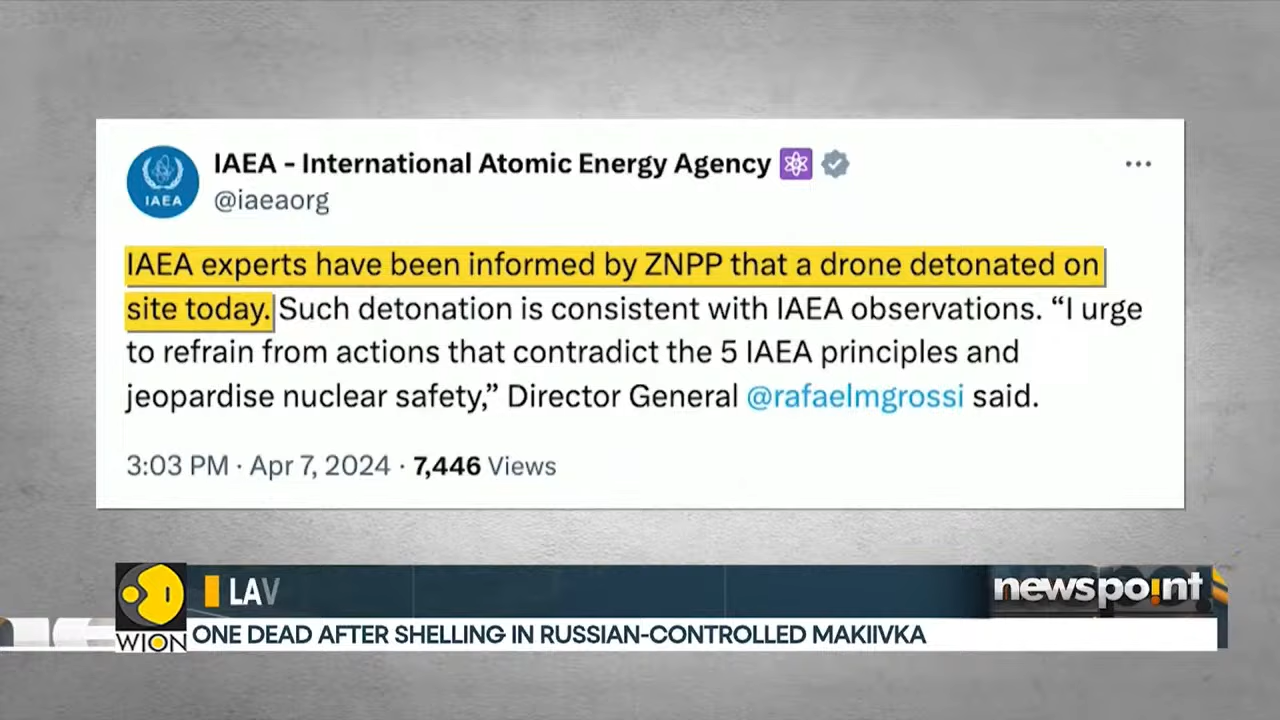 IAEA - International Atomic Energy Agency
@iaeaorg
IAEA
IAEA experts have been informed by ZNPP that a drone detonated on
site today. Such detonation is consistent with IAEA observations. “I urge
to refrain from actions that contradict the 5 IAEA principles and
jeopardise nuclear safety,” Director General @rafaelmgrossi said.
3:03 PM · Apr 7, 2024 · 7,446 Views
LAV
newspoint
WION
ONE DEAD AFTER SHELLING IN RUSSIAN-CONTROLLED MAKIIVKA